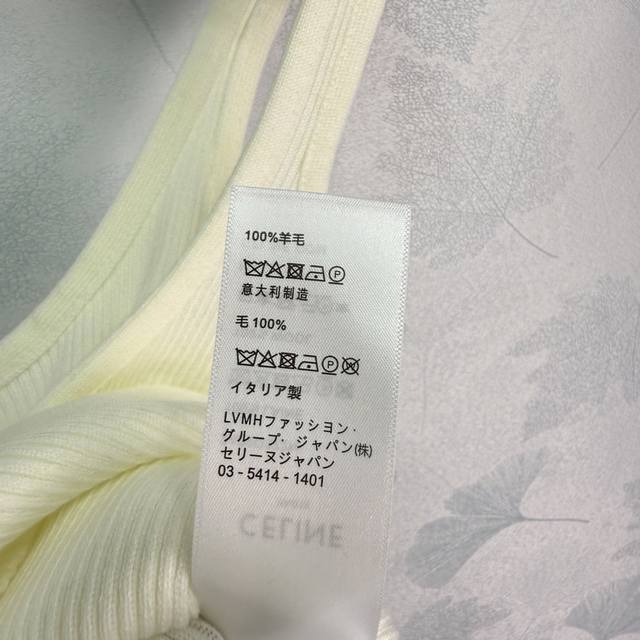 100%羊毛
意大利制造
毛 100%
イタリア製
LVMHファッション・
グループ・ ジャパン(株)
セリーヌジャパン
03 - 5414 - 1401
CELINE